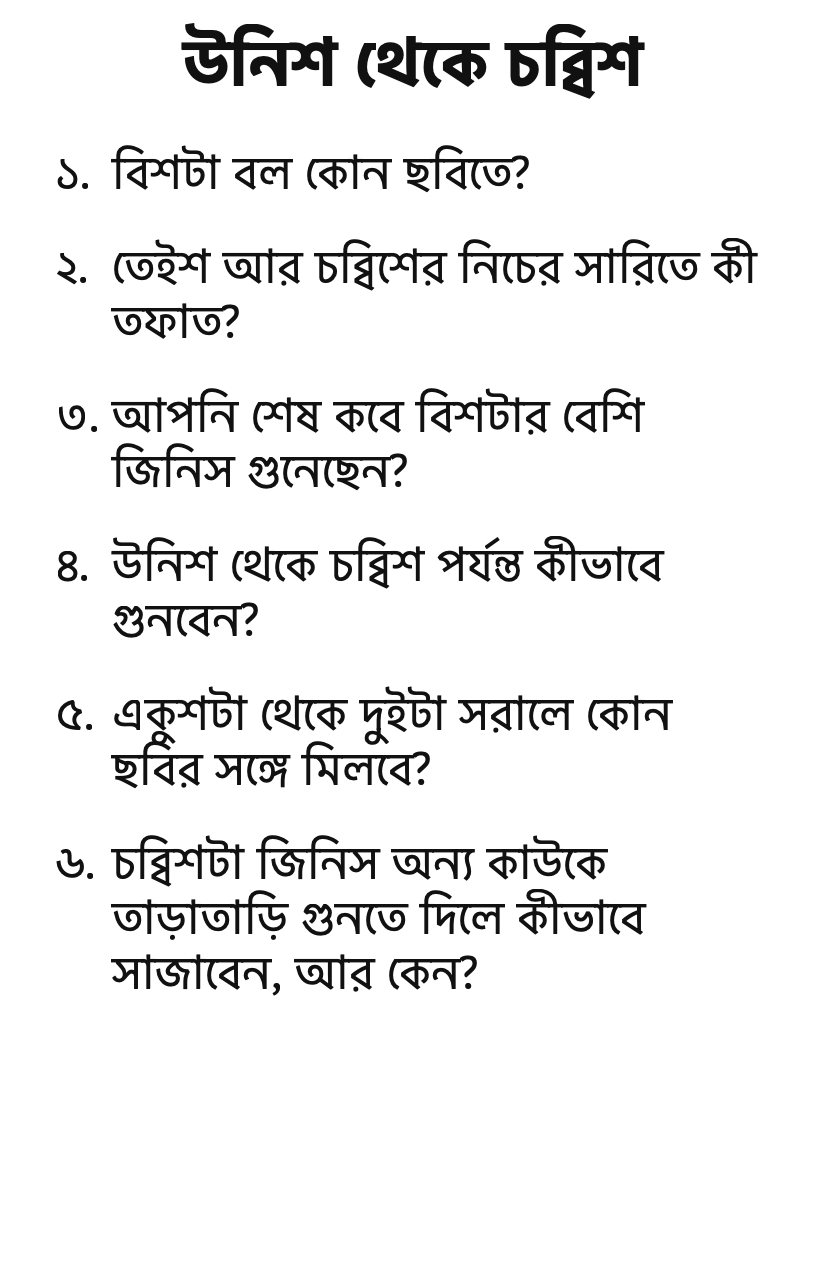 উনিশ থেকে চব্বিশ
১. বিশটা বল কোন ছবিতে?
২. তেইশ আর চব্বিশের নিচের সারিতে কী
তফাত?
৩. আপনি শেষ কবে বিশটার বেশি
জিনিস গুনেছেন?
৪. উনিশ থেকে চব্বিশ পর্যন্ত কীভাবে
গুনবেন?
৫. একুশটা থেকে দুইটা সরালে কোন
ছবির সঙ্গে মিলবে?
৬. চব্বিশটা জিনিস অন্য কাউকে
তাড়াতাড়ি গুনতে দিলে কীভাবে
সাজাবেন, আর কেন?